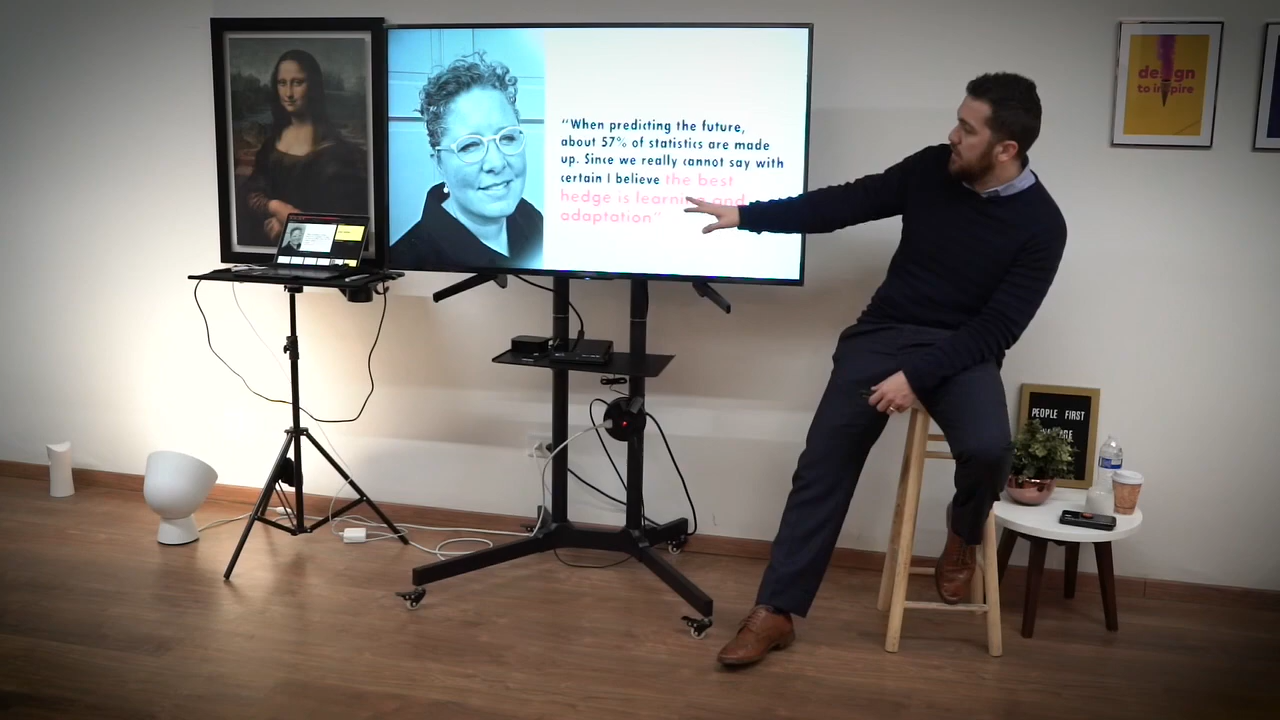 “When predicting the future,
about 57% of statistics are made
up. Since we really cannot say with
certain I believe the best
hedge is learning and
adaptation”
design
to inspire
PEOPLE FIRST